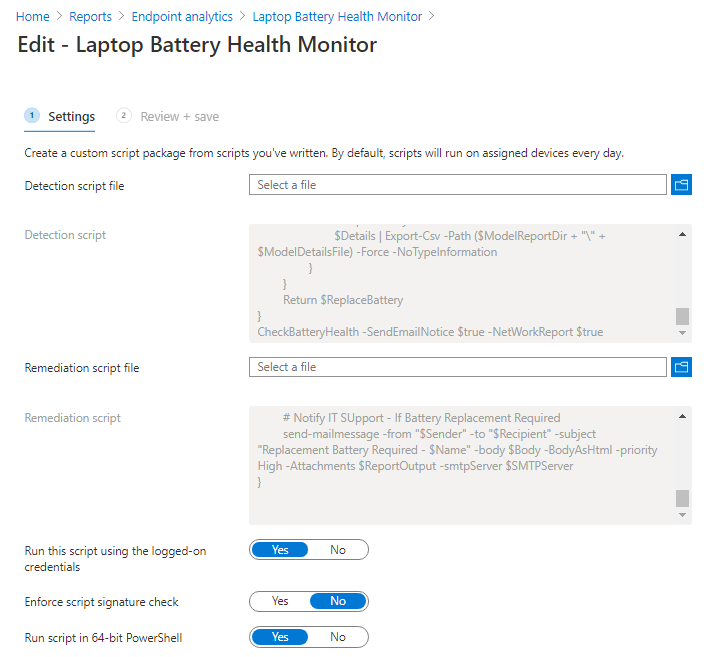 Home > Reports > Endpoint analytics > Laptop Battery Health Monitor >
Edit - Laptop Battery Health Monitor
1 Settings 2 Review + save
Create a custom script package from scripts you've written. By default, scripts will run on assigned devices every day.
Detection script file Select a file
Detection script
$Details | Export-Csv -Path ($ModelReportDir + "\" +
$ModelDetailsFile) -Force -NoTypeInformation
}
}
Return $ReplaceBattery
}
CheckBatteryHealth -SendEmailNotice $true -NetWorkReport $true
Remediation script file Select a file
Remediation script
# Notify IT SUpport - If Battery Replacement Required
send-mailmessage -from "$Sender" -to "$Recipient" -subject
"Replacement Battery Required - $Name" -body $Body -BodyAsHtml -priority
High -Attachments $ReportOutput -smtpServer $SMTPServer
}
Run this script using the logged-on
credentials
Yes No
Enforce script signature check Yes No
Run script in 64-bit PowerShell Yes No